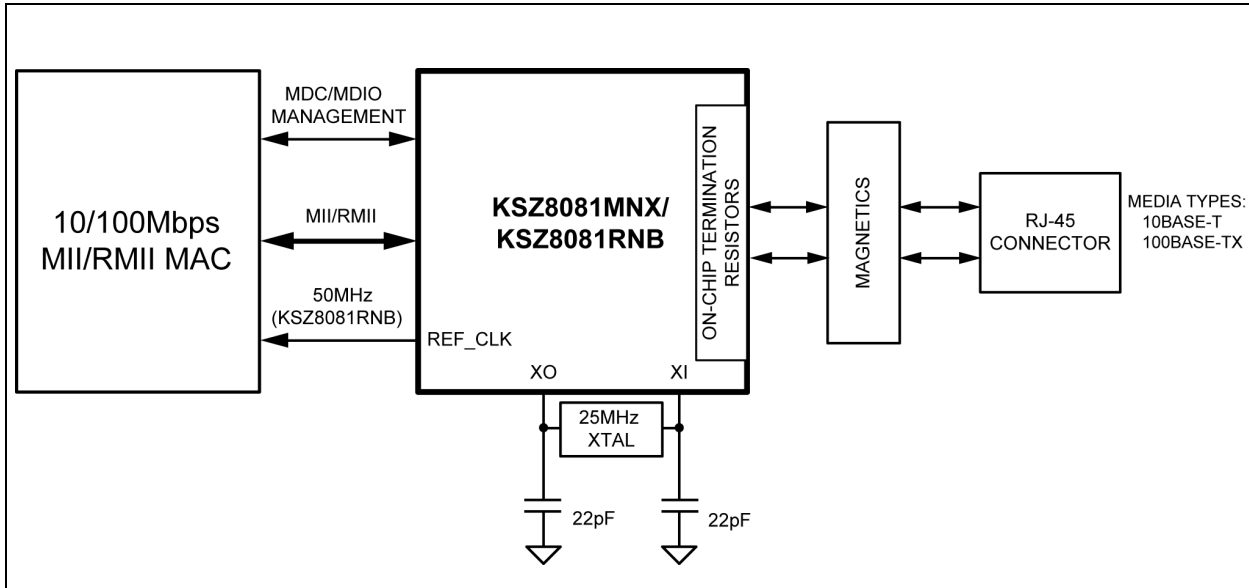 10/100Mbps
MII/RMII MAC
MDC/MDIO
MANAGEMENT
MII/RMII
50MHz
(KSZ8081RNB)
KSZ8081MNX/
KSZ8081RNB
REF_CLK
XO
XI
ON-CHIP TERMINATION
RESISTORS
25MHz
XTAL
22pF
22pF
MAGNETICS
RJ-45
CONNECTOR
MEDIA TYPES:
10BASE-T
100BASE-TX